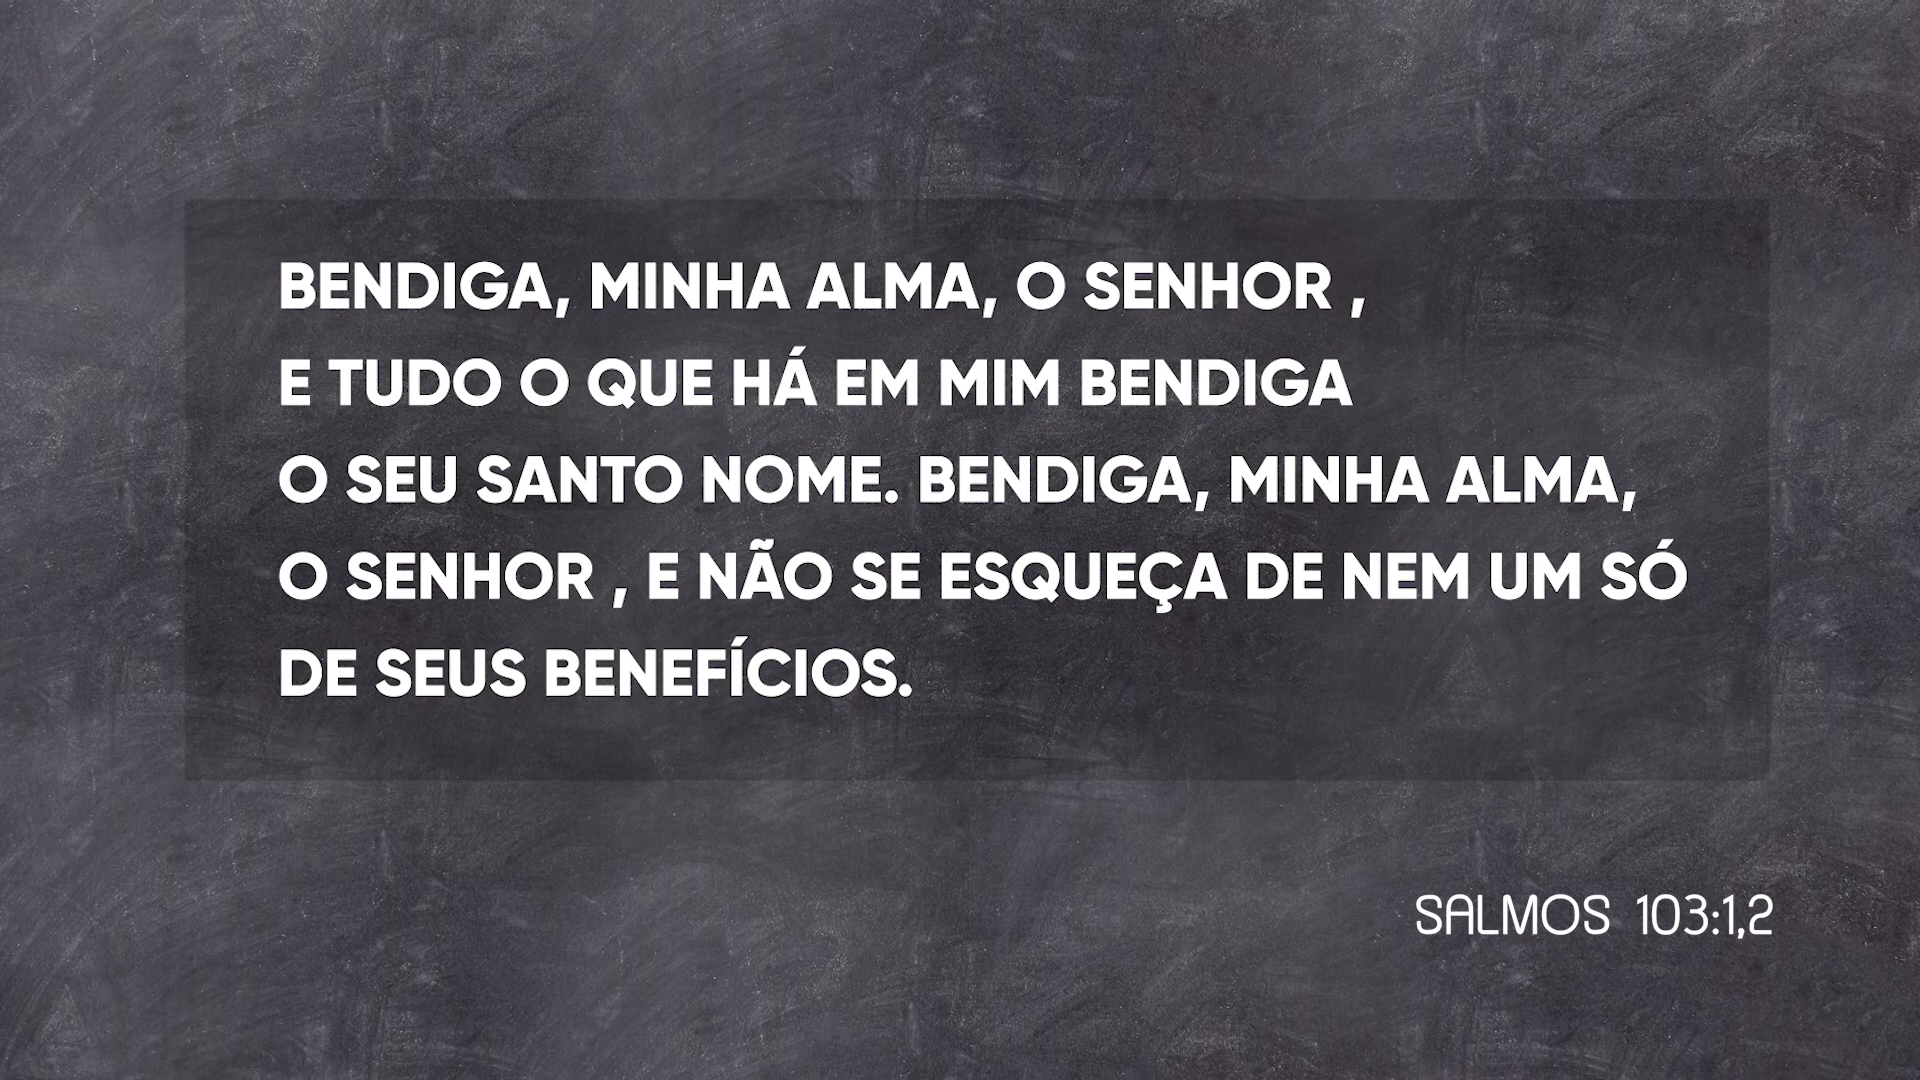 BENDIGA, MINHA ALMA, O SENHOR ,
E TUDO O QUE HÁ EM MIM BENDIGA
O SEU SANTO NOME. BENDIGA, MINHA ALMA,
O SENHOR , E NÃO SE ESQUEÇA DE NEM UM SÓ
DE SEUS BENEFÍCIOS.
SALMOS 103:1,2